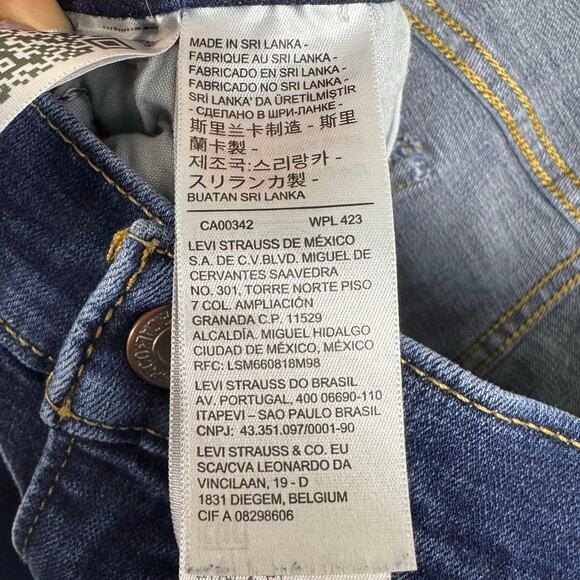 MADE IN SRI LANKA -
FABRIQUE AU SRI LANKA -
FABRICADO EN SRI LANKA -
FABRICADO NO SRI LANKA -
SRİ LANKA' DA ÜRETİLMİŞTİR
- СДЕЛАНО В ШРИ-ЛАНКЕ -
斯里兰卡制造 - 斯里
蘭卡製 -
제조국:스리랑카 -
スリランカ製 -
BUATAN SRI LANKA
CA00342 WPL 423
LEVI STRAUSS DE MÉXICO
S.A. DE C.V.BLVD. MIGUEL DE
CERVANTES SAAVEDRA
NO. 301, TORRE NORTE PISO
7 COL. AMPLIACIÓN
GRANADA C.P. 11529
ALCALDÍA. MIGUEL HIDALGO
CIUDAD DE MÉXICO, MÉXICO
RFC: LSM660818M98
LEVI STRAUSS DO BRASIL
AV. PORTUGAL, 400 06690-110
ITAPEVI – SAO PAULO BRASIL
CNPJ: 43.351.097/0001-90
LEVI STRAUSS & CO. EU
SCA/CVA LEONARDO DA
VINCILAAN, 19 - D
1831 DIEGEM, BELGIUM
CIF A 08298606